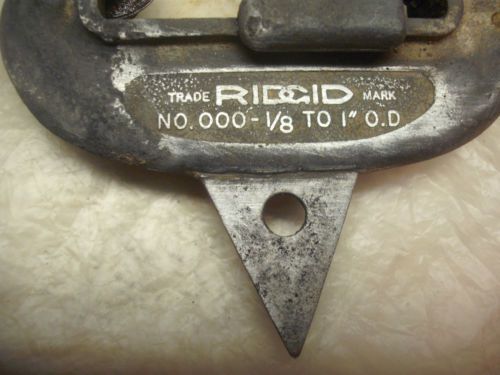 TRADE RIDGID MARK
NO. 000 - 1/8 TO 1" O.D